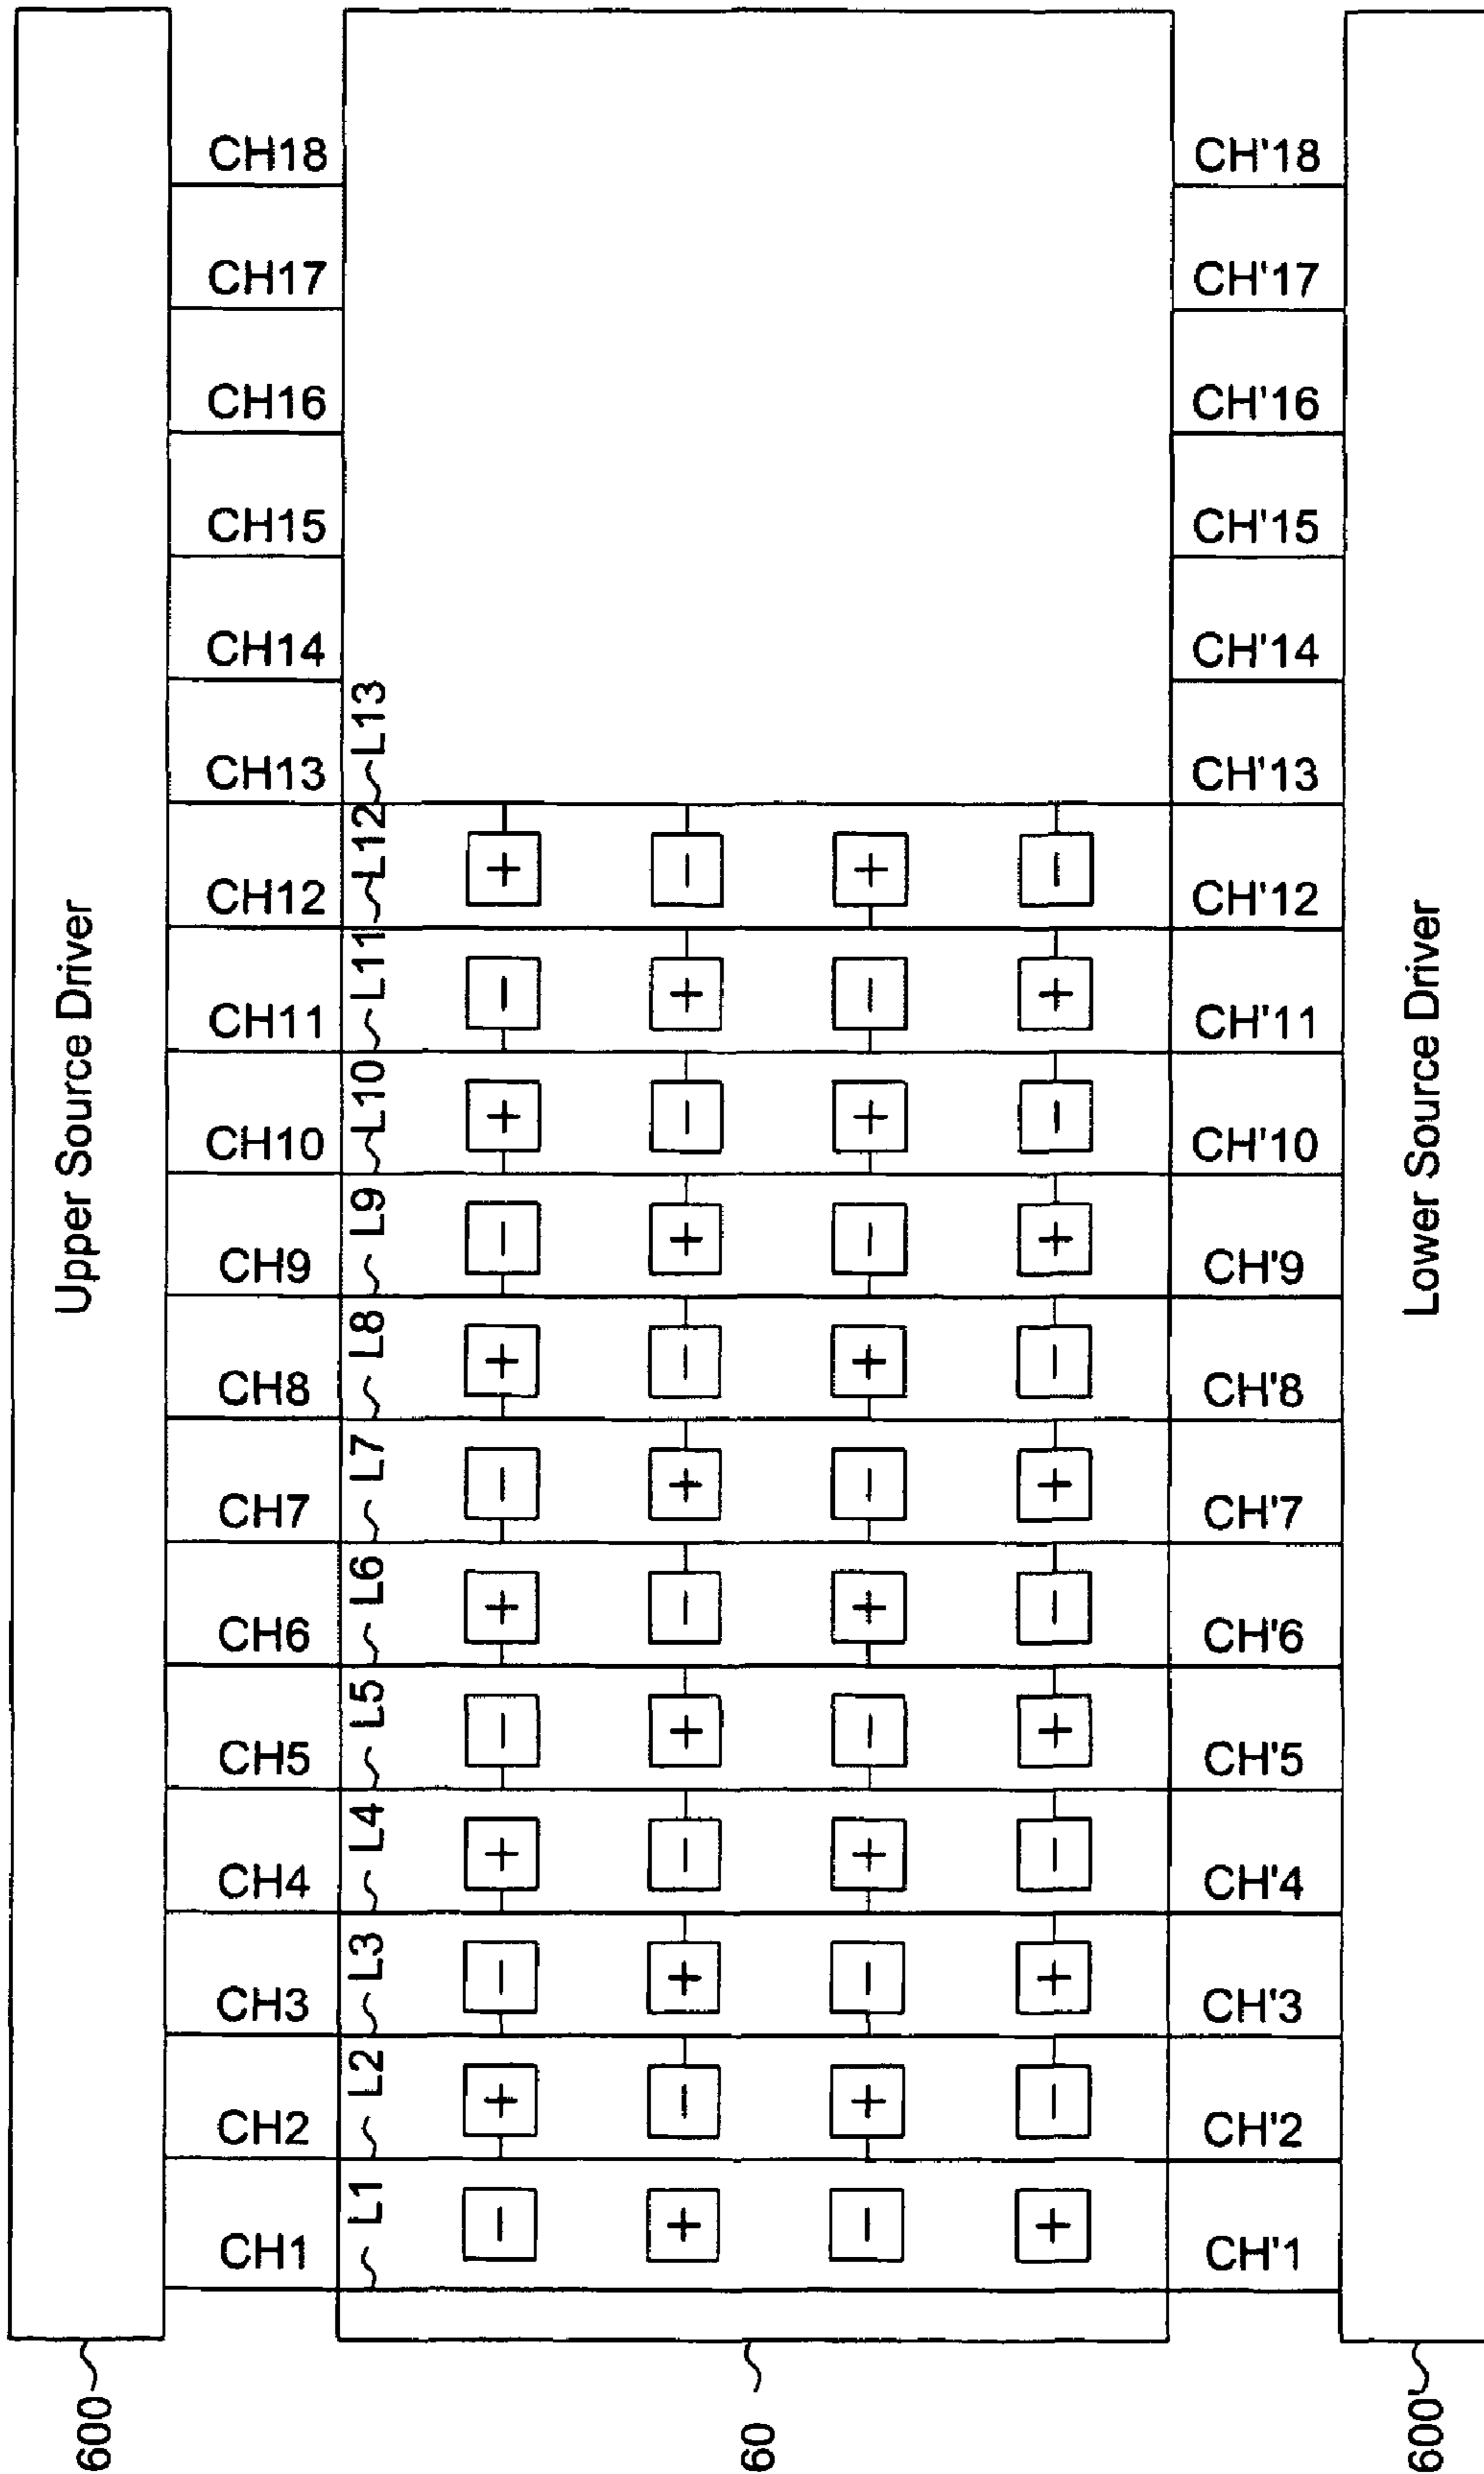 600
Upper Source Driver
CH1 CH2 CH3 CH4 CH5 CH6 CH7 CH8 CH9 CH10 CH11 CH12 CH13 CH14 CH15 CH16 CH17 CH18
L1 L2 L3 L4 L5 L6 L7 L8 L9 L10 L11 L12 L13
− + − + − + − + − + − +
+ − + − + − + − + − + −
60
− + − + − + − + − + − +
+ − + − + − + − + − + −
CH'1 CH'2 CH'3 CH'4 CH'5 CH'6 CH'7 CH'8 CH'9 CH'10 CH'11 CH'12 CH'13 CH'14 CH'15 CH'16 CH'17 CH'18
600'
Lower Source Driver